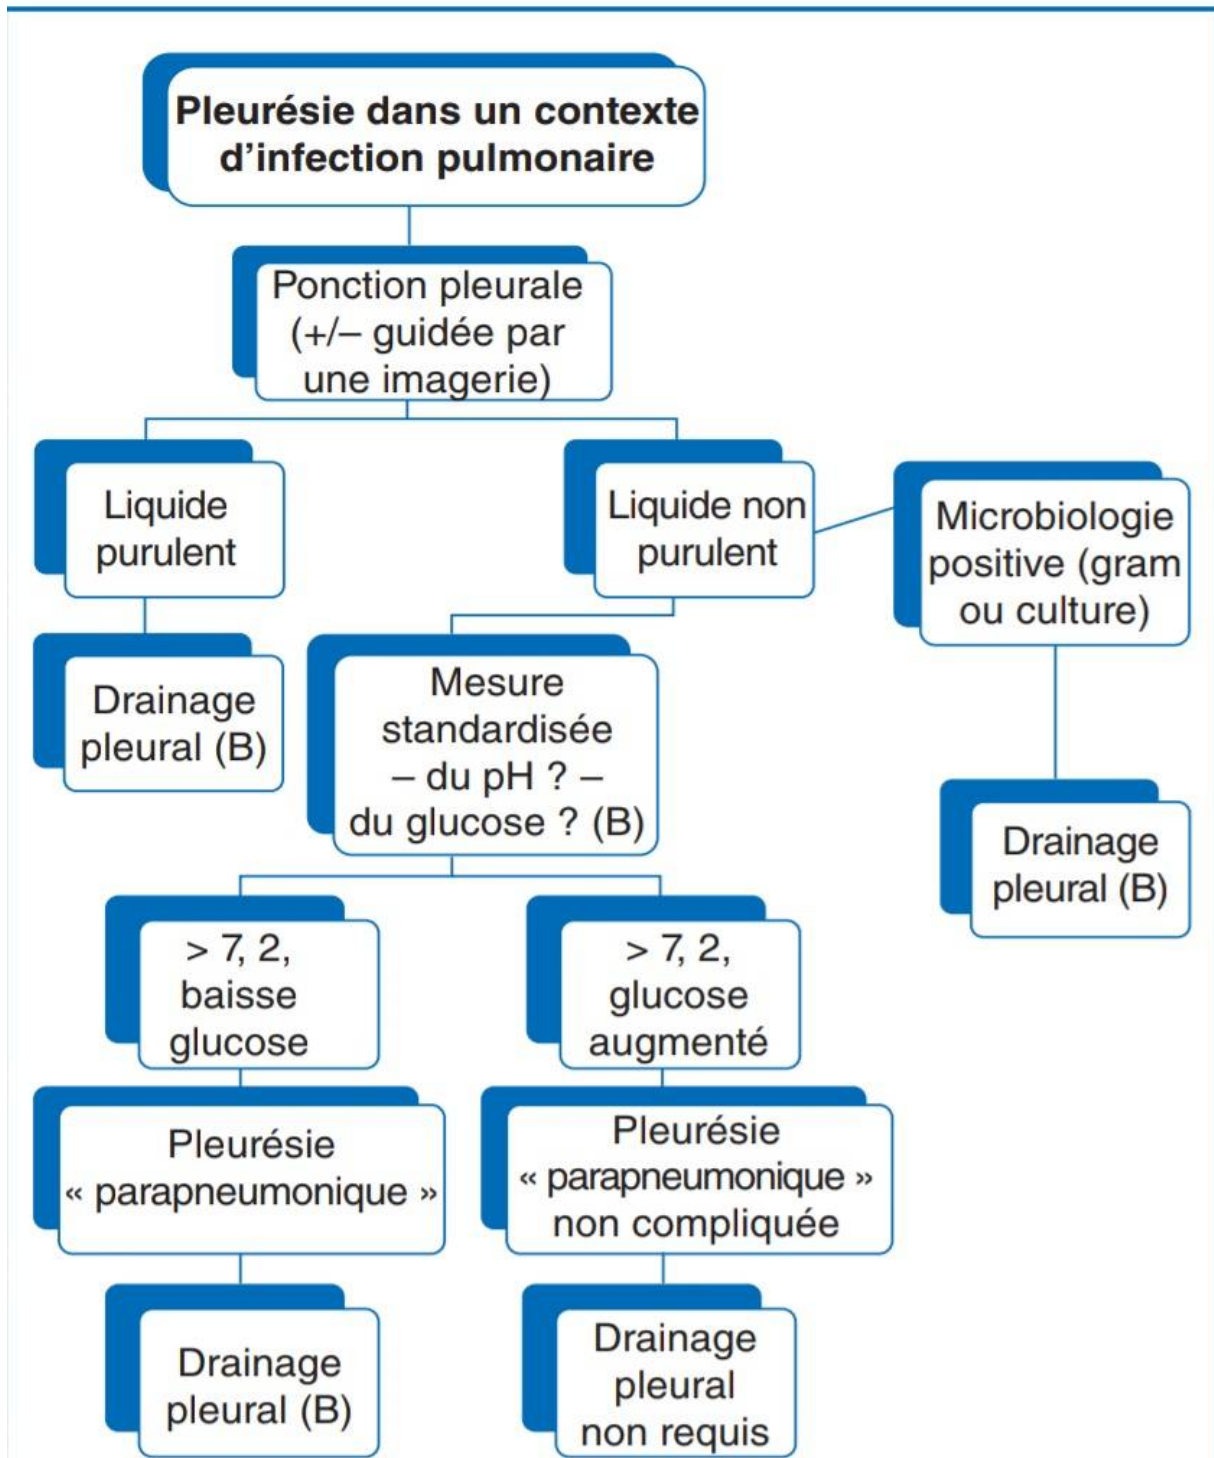 Pleurésie dans un contexte
d’infection pulmonaire
Ponction pleurale
(+/– guidée par
une imagerie)
Liquide
purulent
Liquide non
purulent
Microbiologie
positive (gram
ou culture)
Drainage
pleural (B)
Mesure
standardisée
– du pH ? –
du glucose ? (B)
Drainage
pleural (B)
> 7, 2,
baisse
glucose
> 7, 2,
glucose
augmenté
Pleurésie
« parapneumonique »
Pleurésie
« parapneumonique »
non compliquée
Drainage
pleural (B)
Drainage
pleural
non requis